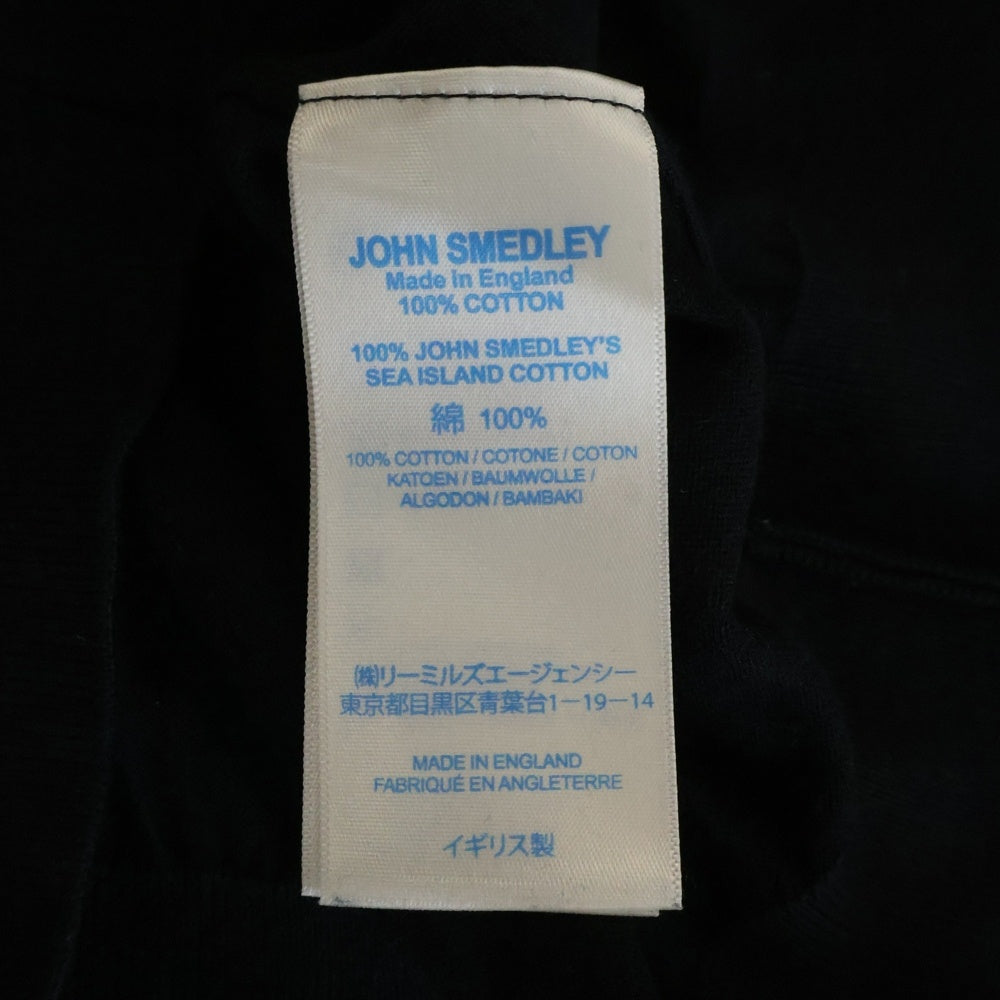 JOHN SMEDLEY
Made in England
100% COTTON
100% JOHN SMEDLEY'S
SEA ISLAND COTTON
綿 100%
100% COTTON / COTONE / COTON
KATOEN / BAUMWOLLE /
ALGODON / BAMBAKI
㈱リーミルズエージェンシー
東京都目黒区青葉台1－19－14
MADE IN ENGLAND
FABRIQUÉ EN ANGLETERRE
イギリス製